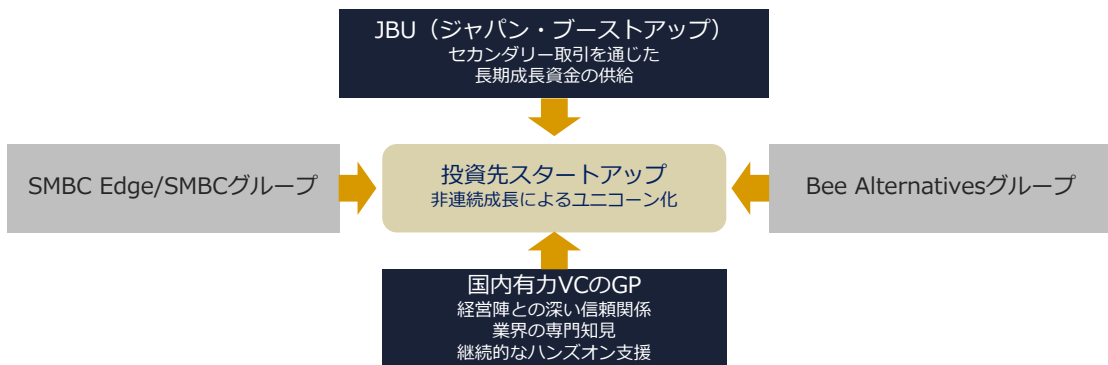 JBU（ジャパン・ブーストアップ）
セカンダリー取引を通じた
長期成長資金の供給
SMBC Edge/SMBCグループ
投資先スタートアップ
非連続成長によるユニコーン化
Bee Alternativesグループ
国内有力VCのGP
経営陣との深い信頼関係
業界の専門知見
継続的なハンズオン支援